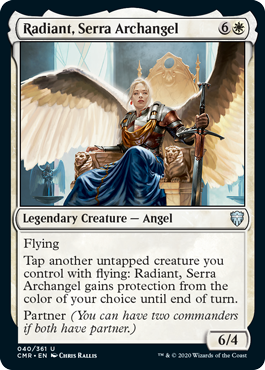 Radiant, Serra Archangel 6
Legendary Creature — Angel
Flying
Tap another untapped creature you
control with flying: Radiant, Serra
Archangel gains protection from the
color of your choice until end of turn.
Partner (You can have two commanders
if both have partner.)
6/4
040/361 U
CMR • EN Chris Rallis
™ & © 2020 Wizards of the Coast